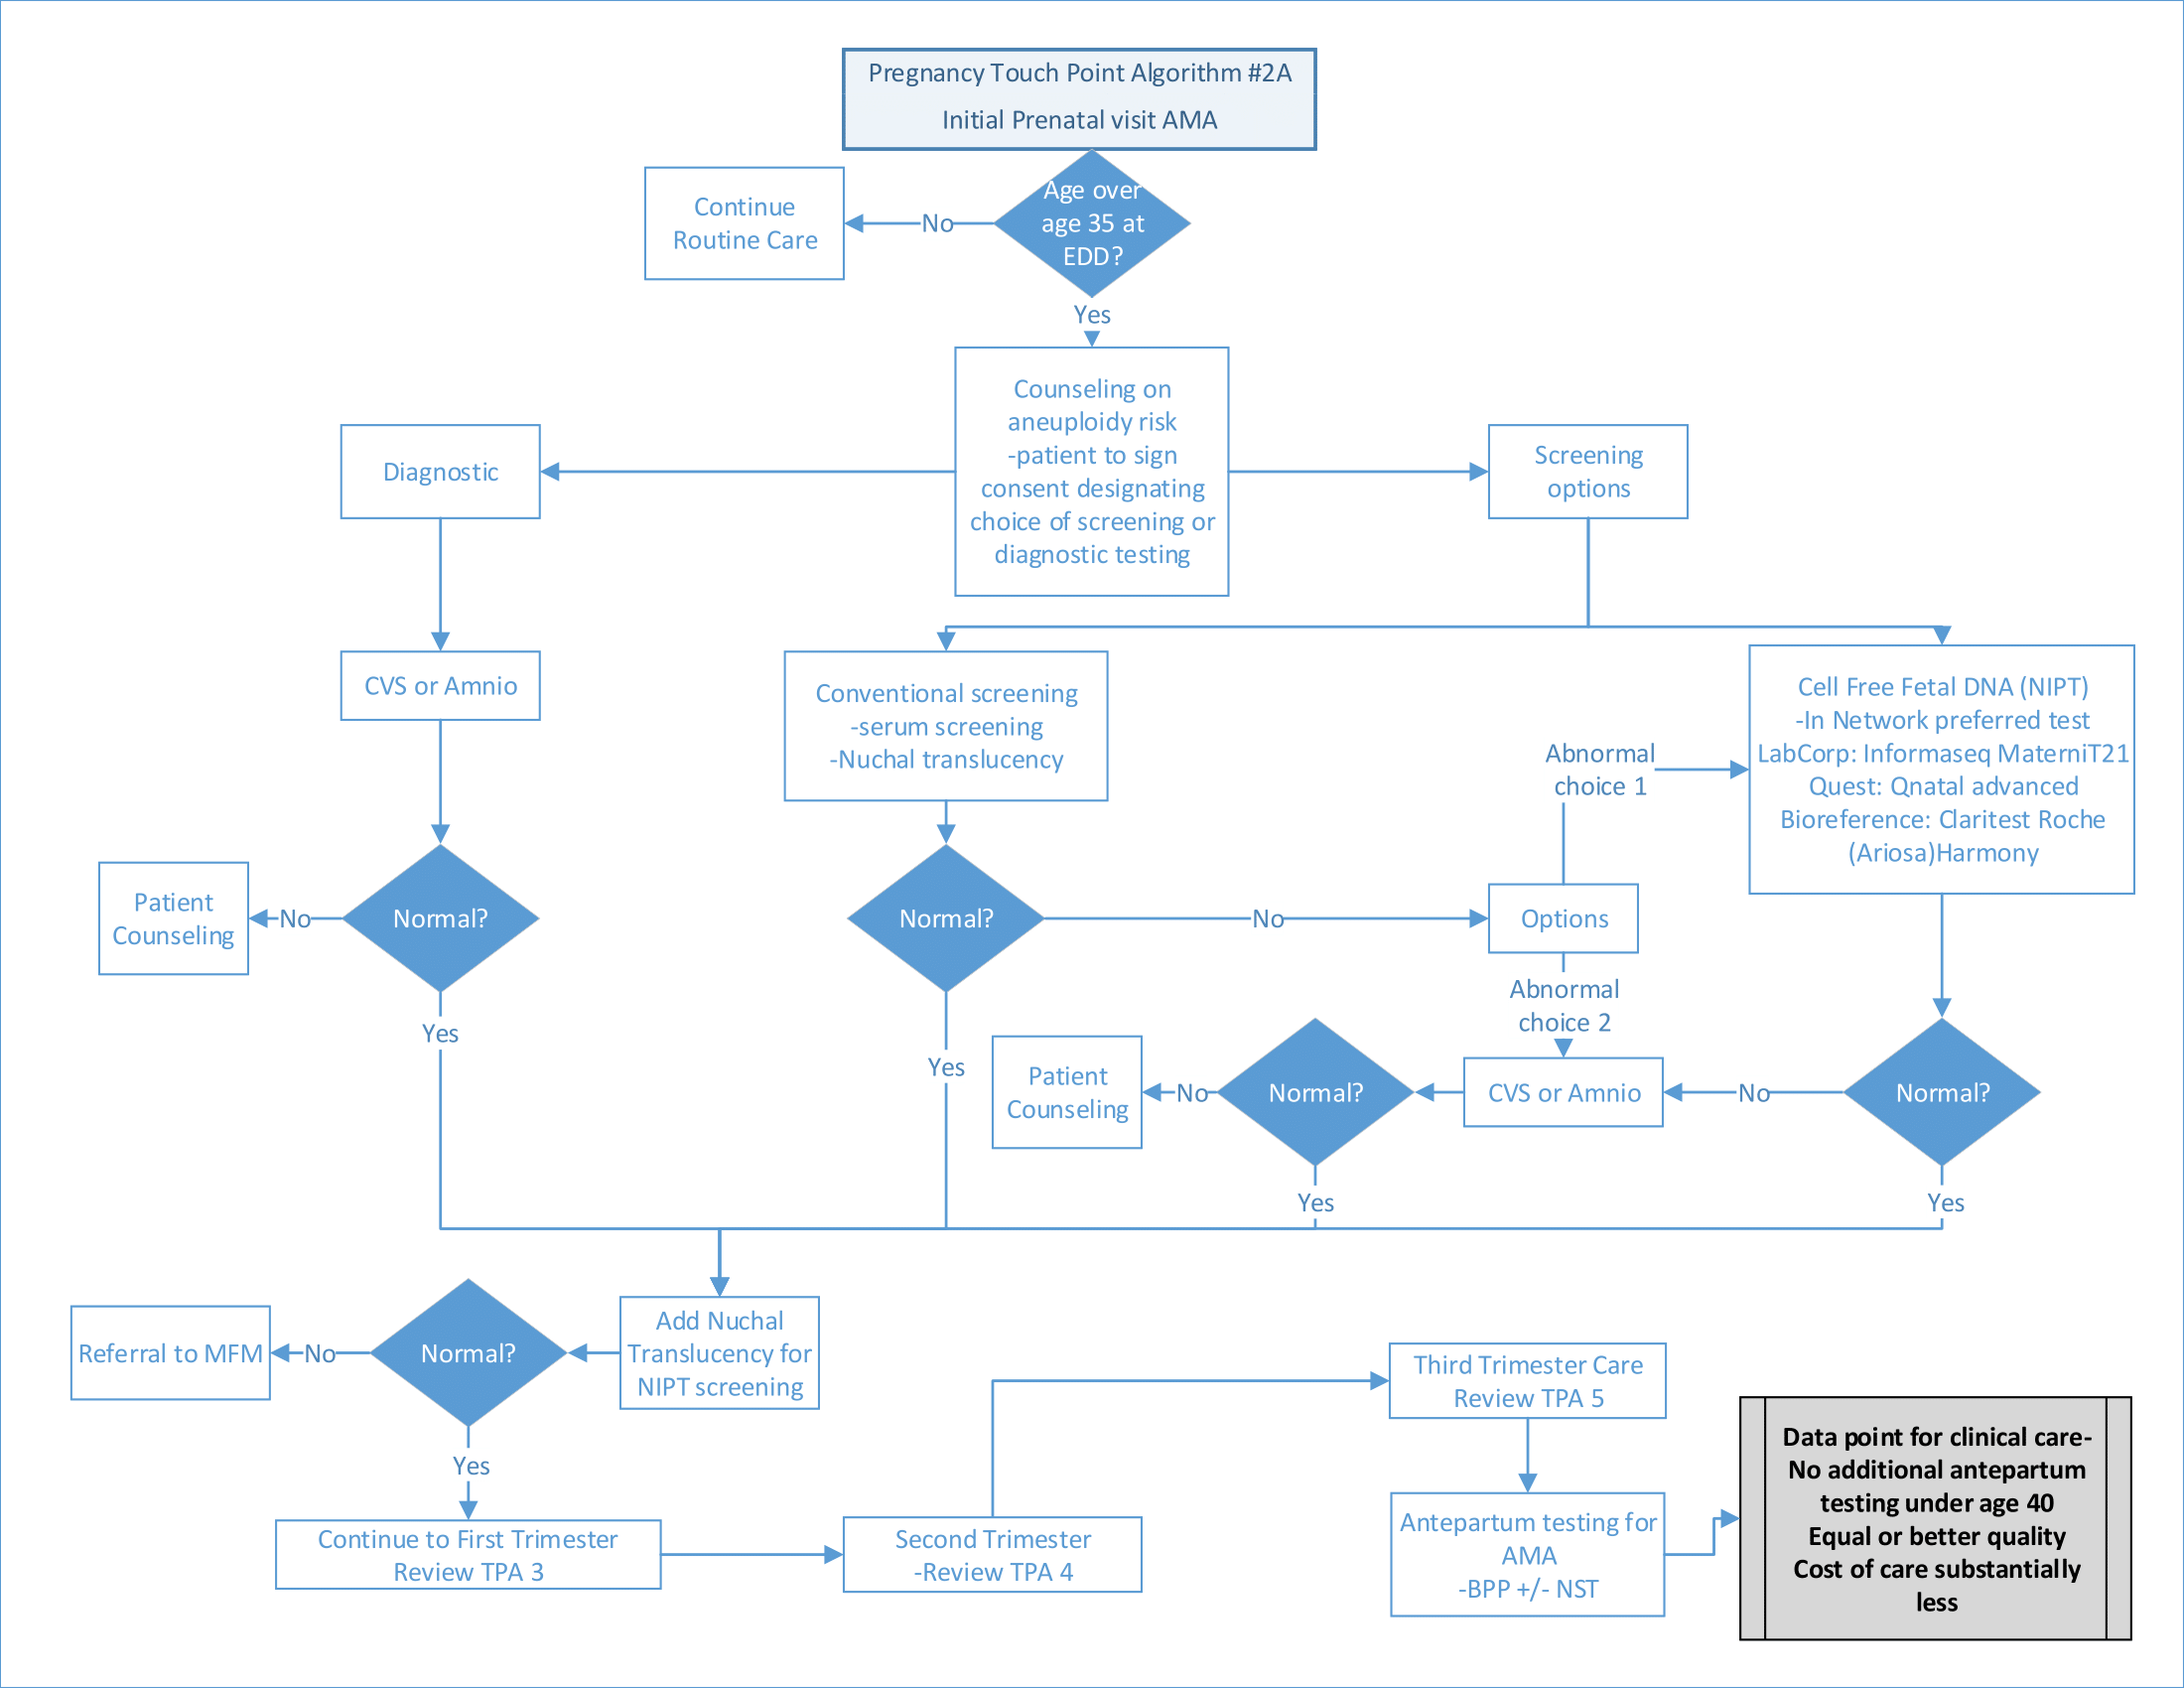 Pregnancy Touch Point Algorithm #2A
Initial Prenatal visit AMA
Age over
age 35 at
EDD?
No
Continue
Routine Care
Yes
Counseling on
aneuploidy risk
-patient to sign
consent designating
choice of screening or
diagnostic testing
Diagnostic
Screening
options
CVS or Amnio
Conventional screening
-serum screening
-Nuchal translucency
Cell Free Fetal DNA (NIPT)
-In Network preferred test
LabCorp: Informaseq MaterniT21
Quest: Qnatal advanced
Bioreference: Claritest Roche
(Ariosa)Harmony
Abnormal
choice 1
Patient
Counseling
No
Normal?
Normal?
No
Options
Yes
Yes
Abnormal
choice 2
Patient
Counseling
No
Normal?
CVS or Amnio
No
Normal?
Yes
Yes
Referral to MFM
No
Normal?
Add Nuchal
Translucency for
NIPT screening
Yes
Continue to First Trimester
Review TPA 3
Second Trimester
-Review TPA 4
Third Trimester Care
Review TPA 5
Antepartum testing for
AMA
-BPP +/- NST
Data point for clinical care-
No additional antepartum
testing under age 40
Equal or better quality
Cost of care substantially
less